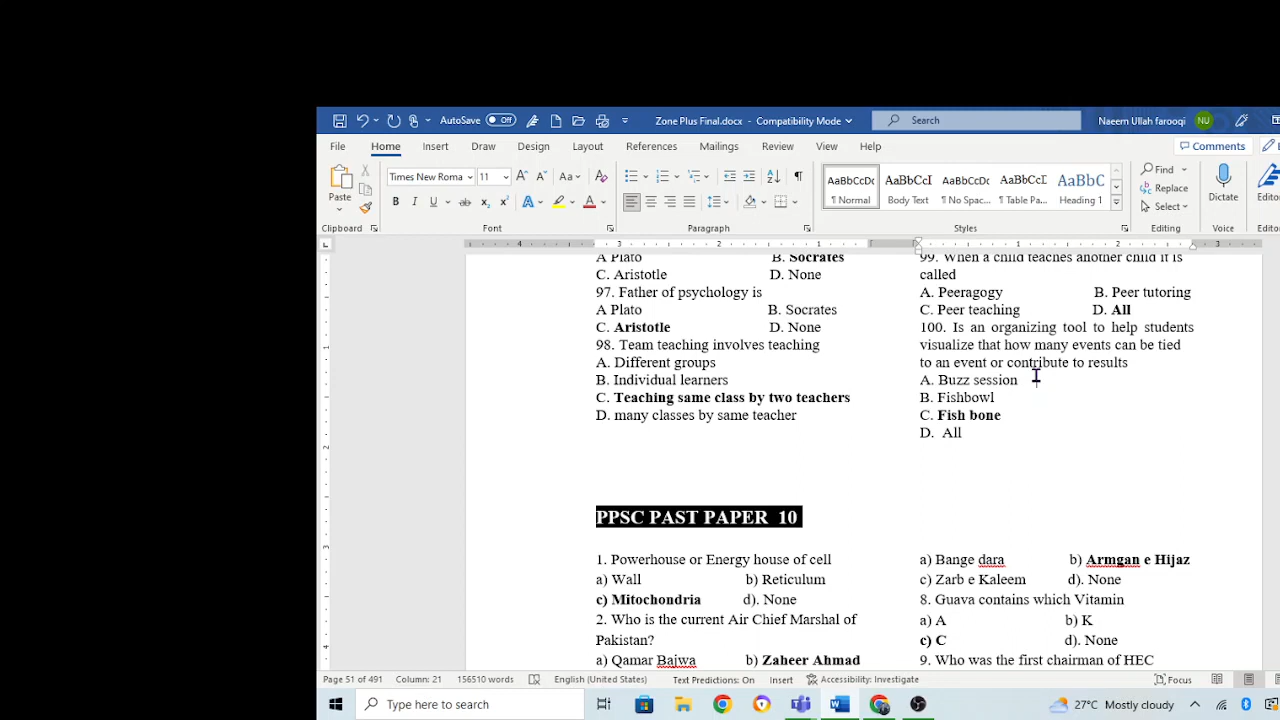 AutoSave Off Zone Plus Final.docx - Compatibility Mode Search Naeem Ullah farooqi NU
File Home Insert Draw Design Layout References Mailings Review View Help Comments
Times New Roma 11 AaBbCcDc AaBbCcI AaBbCcDc AaBbCcI AaBbC Find
Paste Normal Body Text No Spac... Table Pa... Heading 1 Replace Dictate
Select
Clipboard Font Paragraph Styles Editing Voice
A Plato B. Socrates
C. Aristotle D. None
97. Father of psychology is
A Plato B. Socrates
C. Aristotle D. None
98. Team teaching involves teaching
A. Different groups
B. Individual learners
C. Teaching same class by two teachers
D. many classes by same teacher
99. When a child teaches another child it is
called
A. Peeragogy B. Peer tutoring
C. Peer teaching D. All
100. Is an organizing tool to help students
visualize that how many events can be tied
to an event or contribute to results
A. Buzz session
B. Fishbowl
C. Fish bone
D. All
PPSC PAST PAPER 10
1. Powerhouse or Energy house of cell
a) Wall b) Reticulum
c) Mitochondria d). None
2. Who is the current Air Chief Marshal of
Pakistan?
a) Qamar Bajwa b) Zaheer Ahmad
a) Bange dara b) Armgan e Hijaz
c) Zarb e Kaleem d). None
8. Guava contains which Vitamin
a) A b) K
c) C d). None
9. Who was the first chairman of HEC
Page 51 of 491 Column: 21 156510 words English (United States) Text Predictions: On Insert Accessibility: Investigate Focus
Type here to search 27°C Mostly cloudy